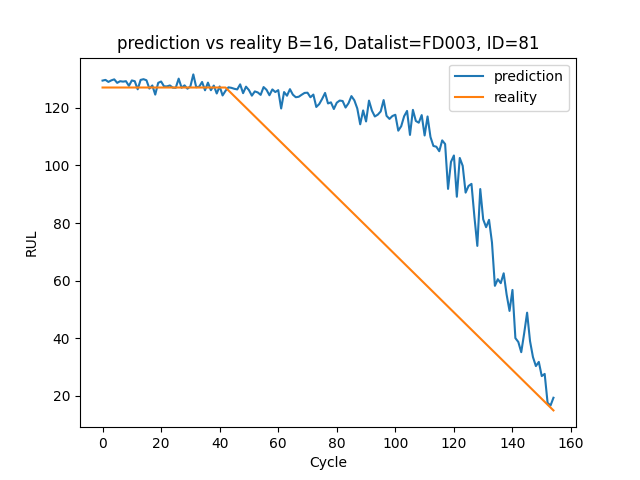 prediction vs reality B=16, Datalist=FD003, ID=81
prediction
reality
RUL
120
100
80
60
40
20
0 20 40 60 80 100 120 140 160
Cycle